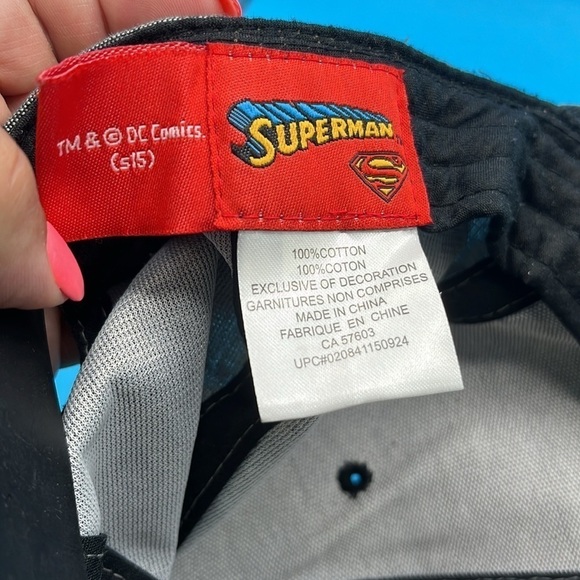 TM & © DC Comics.
(s15)
SUPERMAN
S
100%COTTON
100%COTON
EXCLUSIVE OF DECORATION
GARNITURES NON COMPRISES
MADE IN CHINA
FABRIQUE EN CHINE
CA 57603
UPC#020841150924